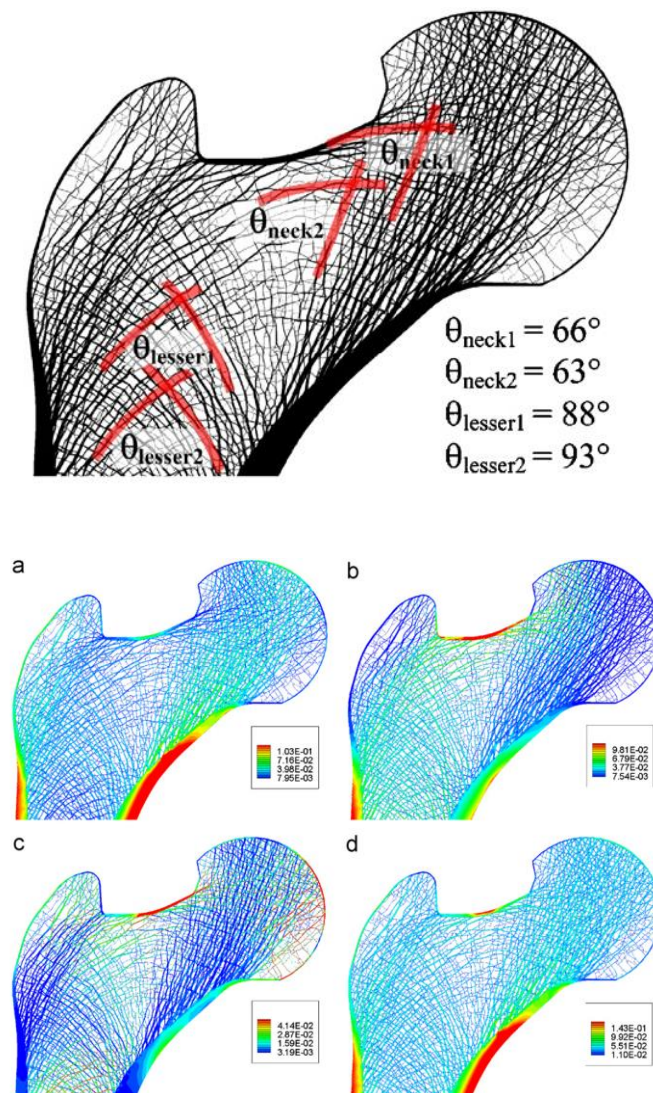 θneck1
θneck2
θlesser1
θlesser2
θneck1 = 66°
θneck2 = 63°
θlesser1 = 88°
θlesser2 = 93°
a
b
1.03E-01
7.16E-02
3.98E-02
7.95E-03
9.81E-02
6.79E-02
3.77E-02
7.54E-03
c
d
4.14E-02
2.87E-02
1.59E-02
3.19E-03
1.43E-01
9.92E-02
5.51E-02
1.10E-02